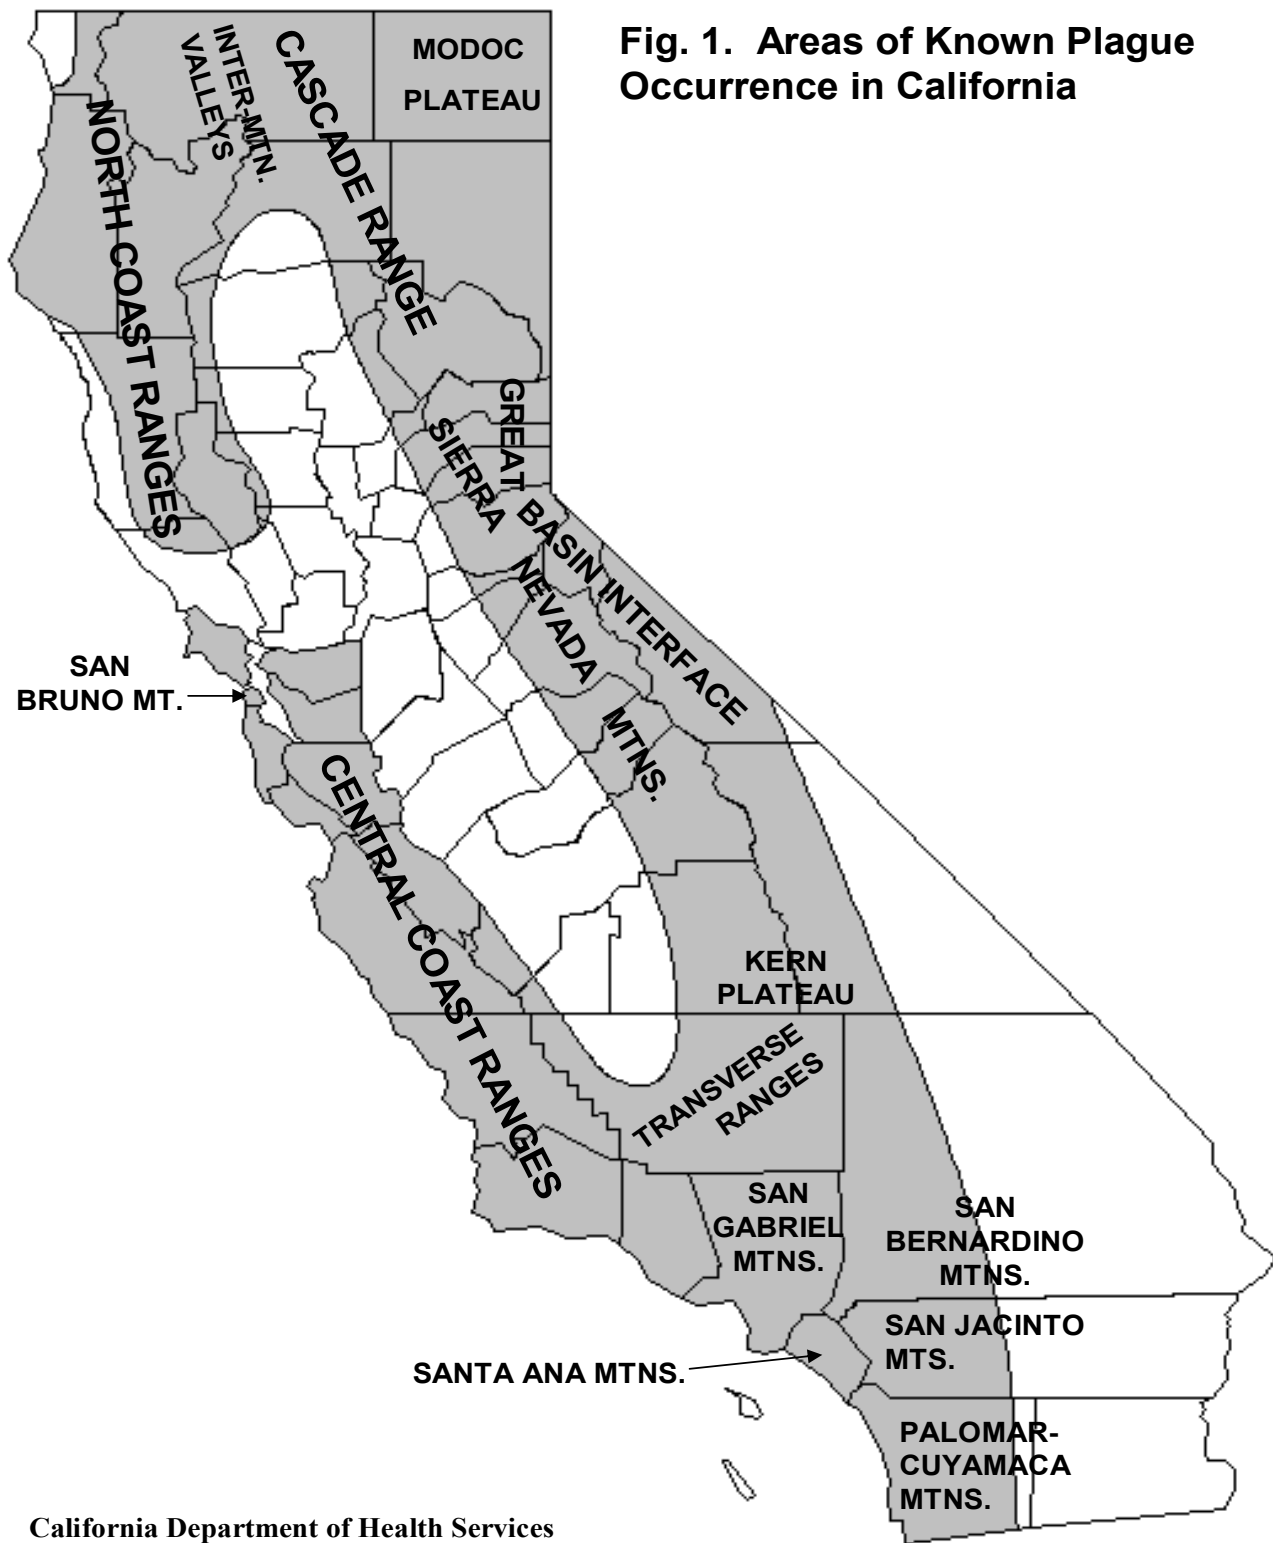 Fig. 1. Areas of Known Plague
Occurrence in California
MODOC
PLATEAU
CASCADE RANGE
INTER-MTN.
VALLEYS
NORTH COAST RANGES
GREAT BASIN INTERFACE
SIERRA NEVADA MTNS.
SAN
BRUNO MT.
CENTRAL COAST RANGES
KERN
PLATEAU
TRANSVERSE
RANGES
SAN
GABRIEL
MTNS.
SAN
BERNARDINO
MTNS.
SAN JACINTO
MTS.
SANTA ANA MTNS.
PALOMAR-
CUYAMACA
MTNS.
California Department of Health Services